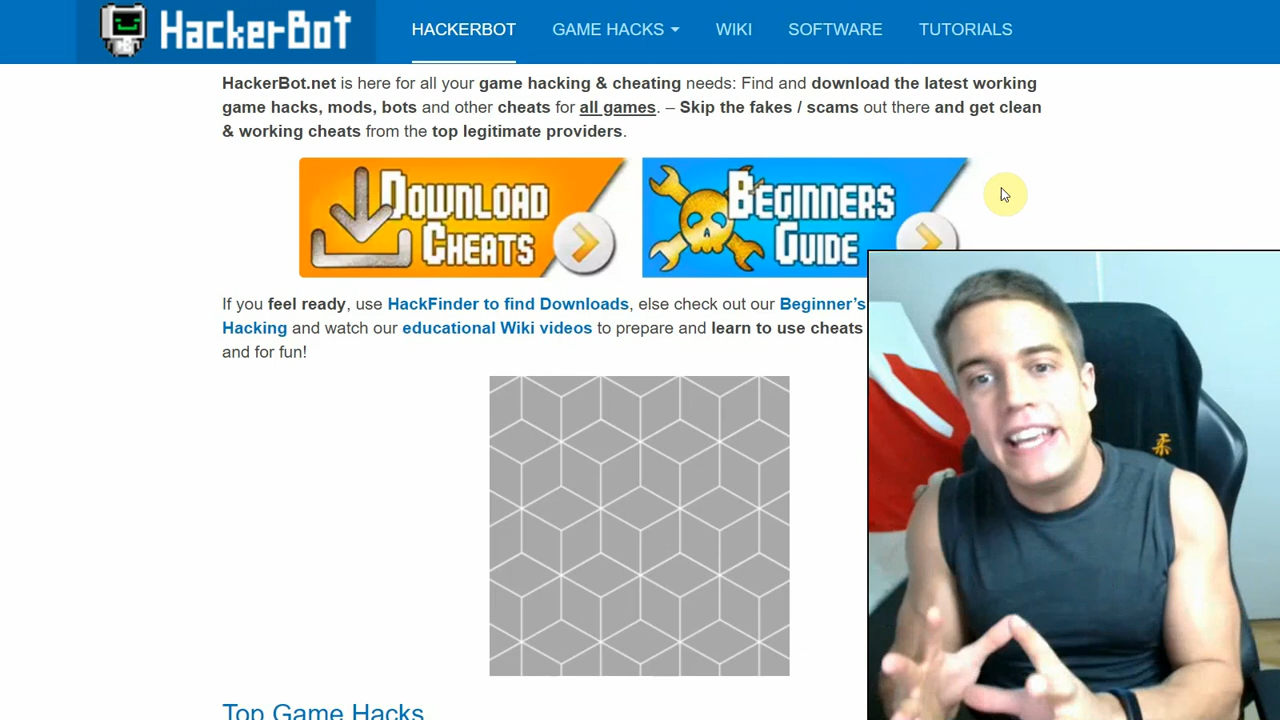 HackerBot
HACKERBOT GAME HACKS WIKI SOFTWARE TUTORIALS
HackerBot.net is here for all your game hacking & cheating needs: Find and download the latest working
game hacks, mods, bots and other cheats for all games. – Skip the fakes / scams out there and get clean
& working cheats from the top legitimate providers.
Download
Cheats
Beginners
Guide
If you feel ready, use HackFinder to find Downloads, else check out our Beginner's
Hacking and watch our educational Wiki videos to prepare and learn to use cheats
and for fun!
柔
Top Game Hacks